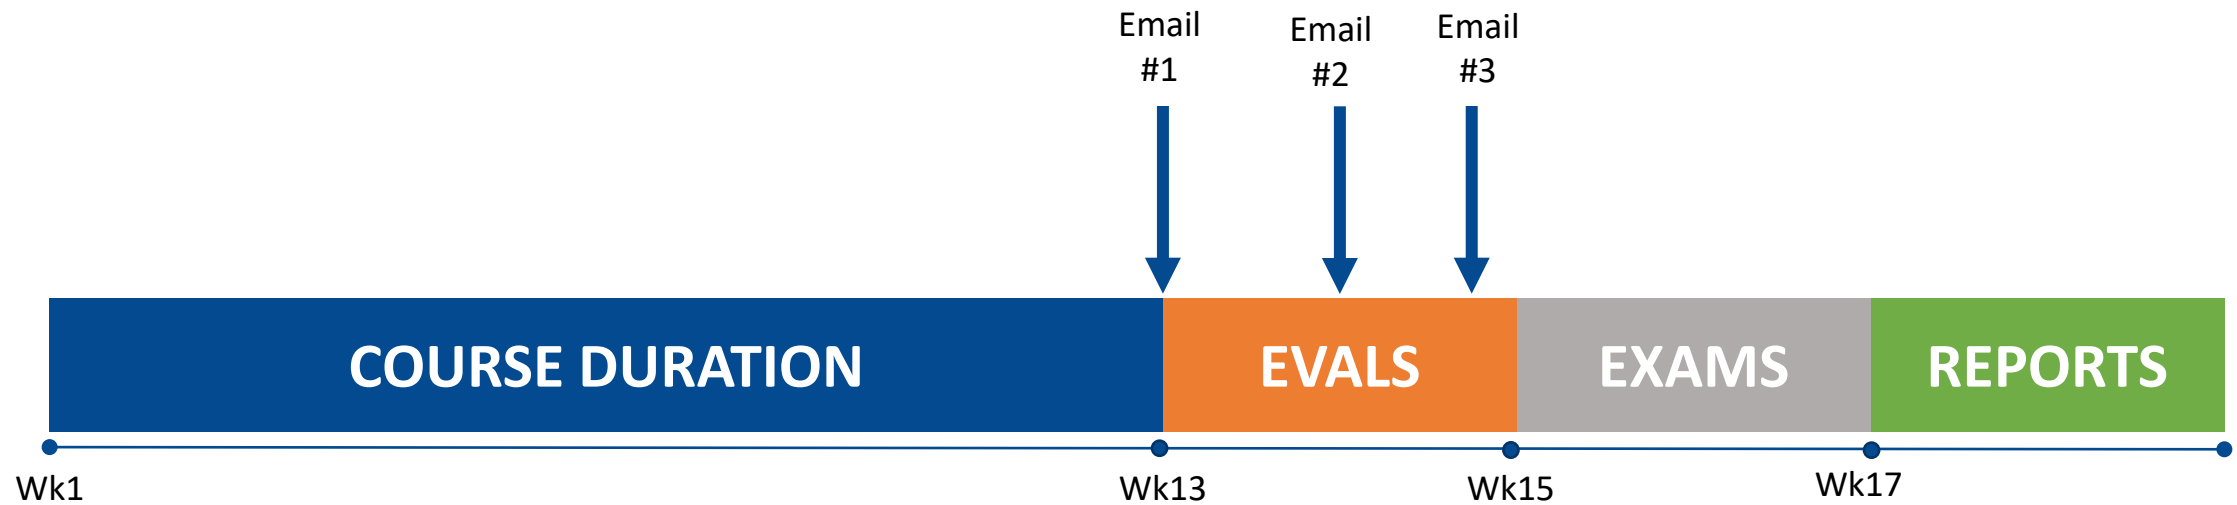 Email
#1
Email
#2
Email
#3
COURSE DURATION
EVALS
EXAMS
REPORTS
Wk1
Wk13
Wk15
Wk17